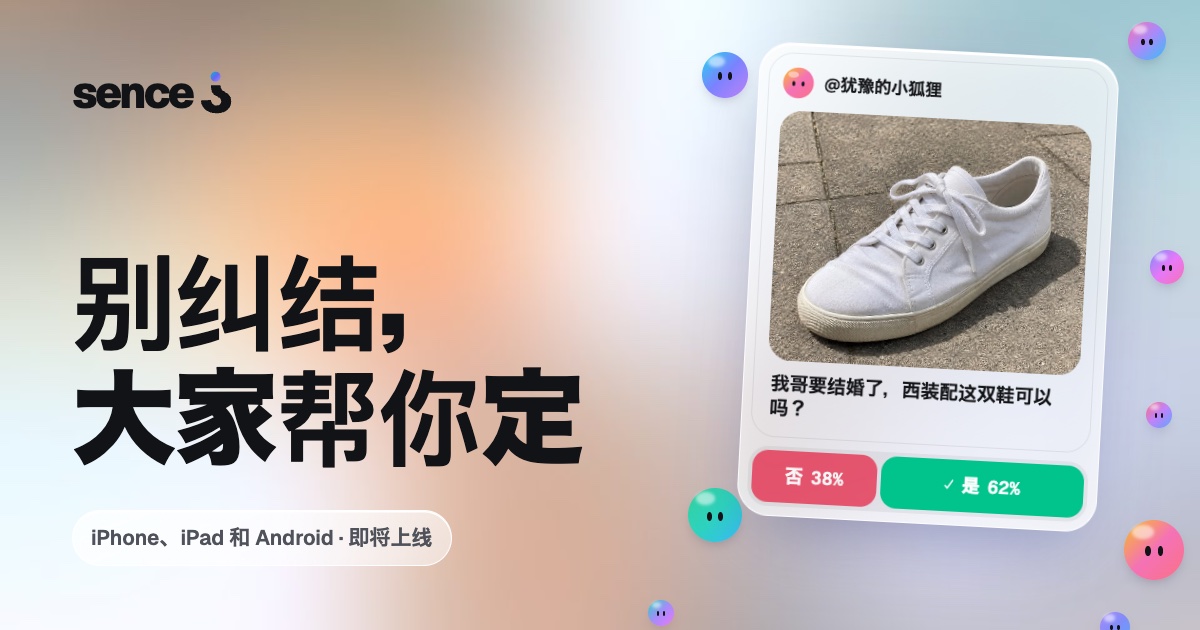 sence
别纠结，
大家帮你定
iPhone、iPad 和 Android · 即将上线
@犹豫的小狐狸
我哥要结婚了，西装配这双鞋可以
吗？
否 38%
✓ 是 62%